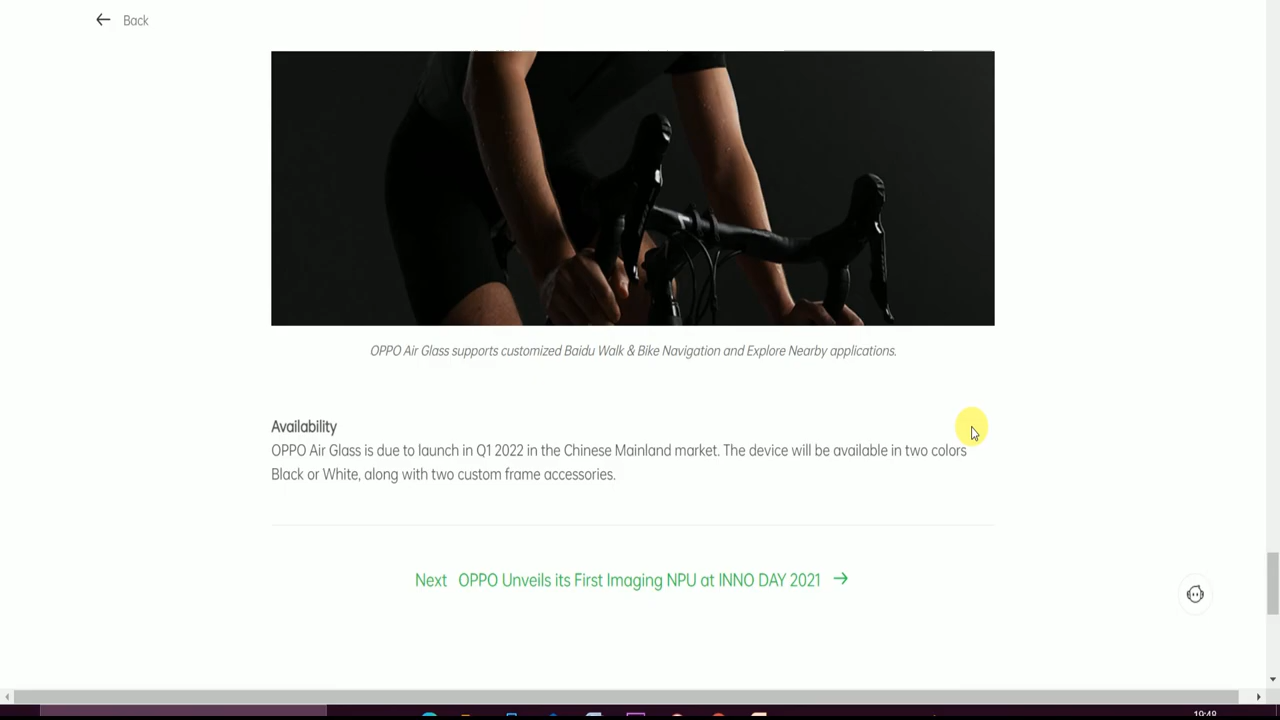 Back
OPPO Air Glass supports customized Baidu Walk & Bike Navigation and Explore Nearby applications.
Availability
OPPO Air Glass is due to launch in Q1 2022 in the Chinese Mainland market. The device will be available in two colors
Black or White, along with two custom frame accessories.
Next OPPO Unveils its First Imaging NPU at INNO DAY 2021
19:48